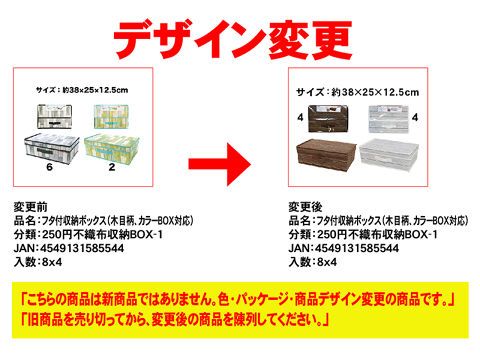 デザイン変更
サイズ：約38×25×12.5cm
6
2
変更前
品名：フタ付収納ボックス（木目柄、カラーBOX対応）
分類：250円不織布収納BOX-1
JAN：4549131585544
入数：8x4
サイズ：約38×25×12.5cm
4
4
変更後
品名：フタ付収納ボックス（木目柄、カラーBOX対応）
分類：250円不織布収納BOX-1
JAN：4549131585544
入数：8x4
「こちらの商品は新商品ではありません。色・パッケージ・商品デザイン変更の商品です。」
「旧商品を売り切ってから、変更後の商品を陳列してください。」